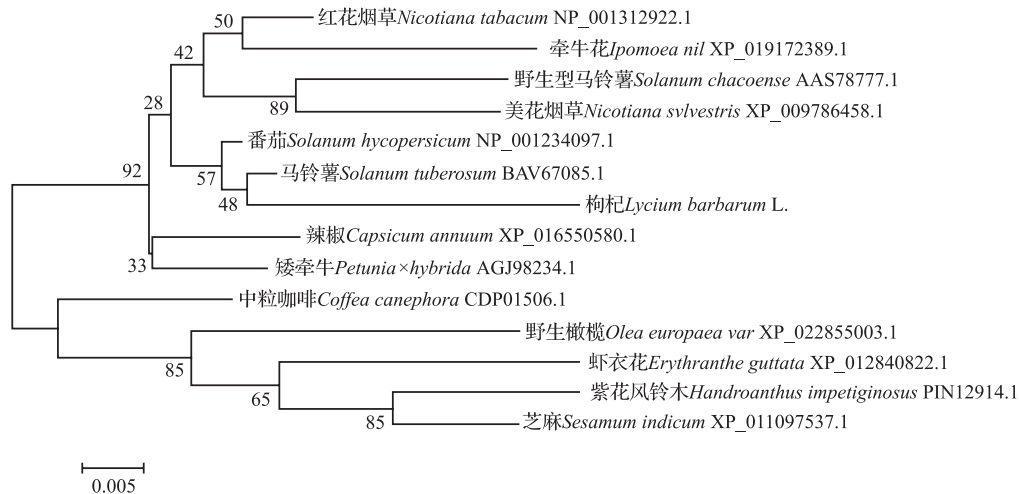 50 红花烟草Nicotiana tabacum NP_001312922.1
42 牵牛花Ipomoea nil XP_019172389.1
野生型马铃薯Solanum chacoense AAS78777.1
28 89 美花烟草Nicotiana svlvestris XP_009786458.1
番茄Solanum hycopersicum NP_001234097.1
92 57 马铃薯Solanum tuberosum BAV67085.1
48 枸杞Lycium barbarum L.
辣椒Capsicum annuum XP_016550580.1
33 矮牵牛Petunia×hybrida AGJ98234.1
中粒咖啡Coffea canephora CDP01506.1
野生橄榄Olea europaea var XP_022855003.1
85 虾衣花Erythranthe guttata XP_012840822.1
65 紫花风铃木Handroanthus impetiginosus PIN12914.1
85 芝麻Sesamum indicum XP_011097537.1
0.005